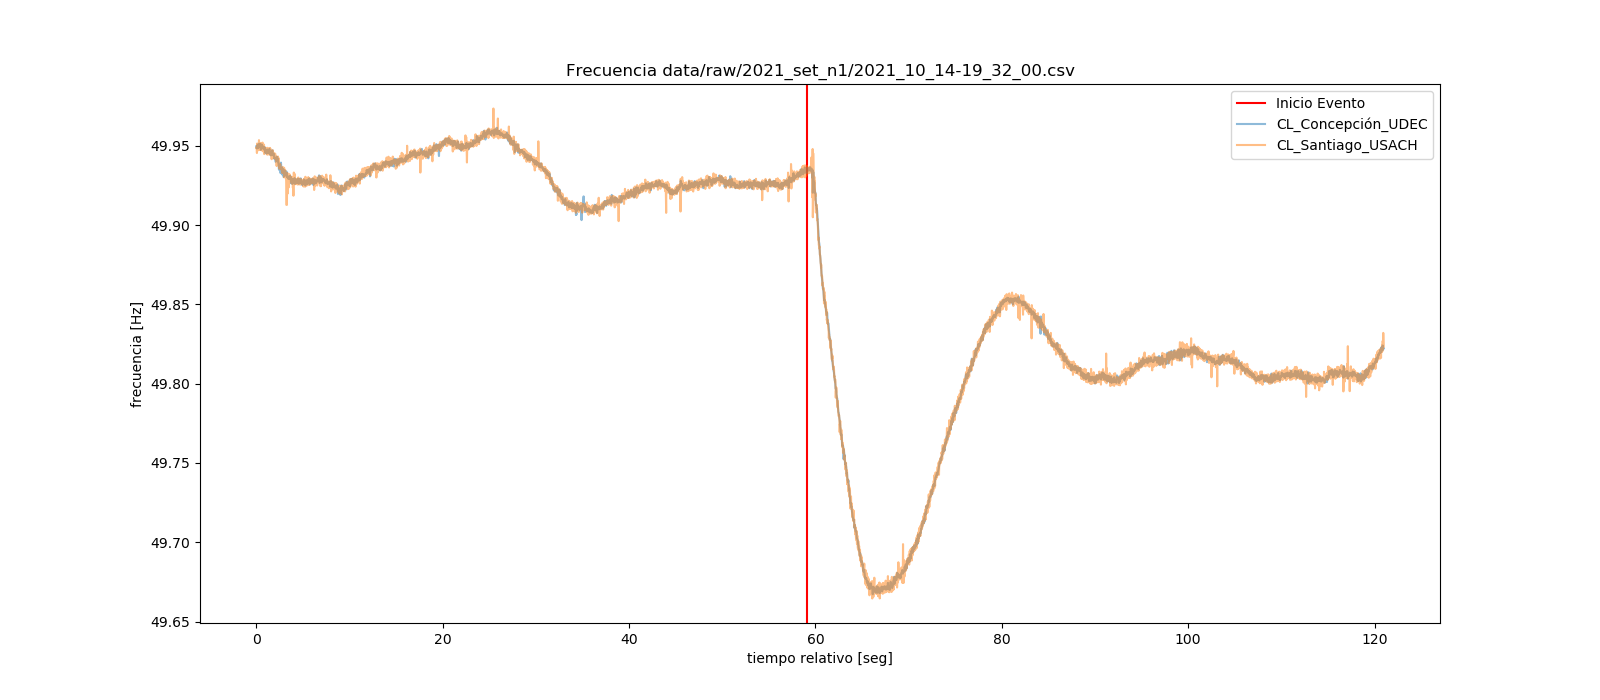 Frecuencia data/raw/2021_set_n1/2021_10_14-19_32_00.csv
Inicio Evento
CL_Concepción_UDEC
CL_Santiago_USACH
frecuencia [Hz]
49.95
49.90
49.85
49.80
49.75
49.70
49.65
0 20 40 60 80 100 120
tiempo relativo [seg]